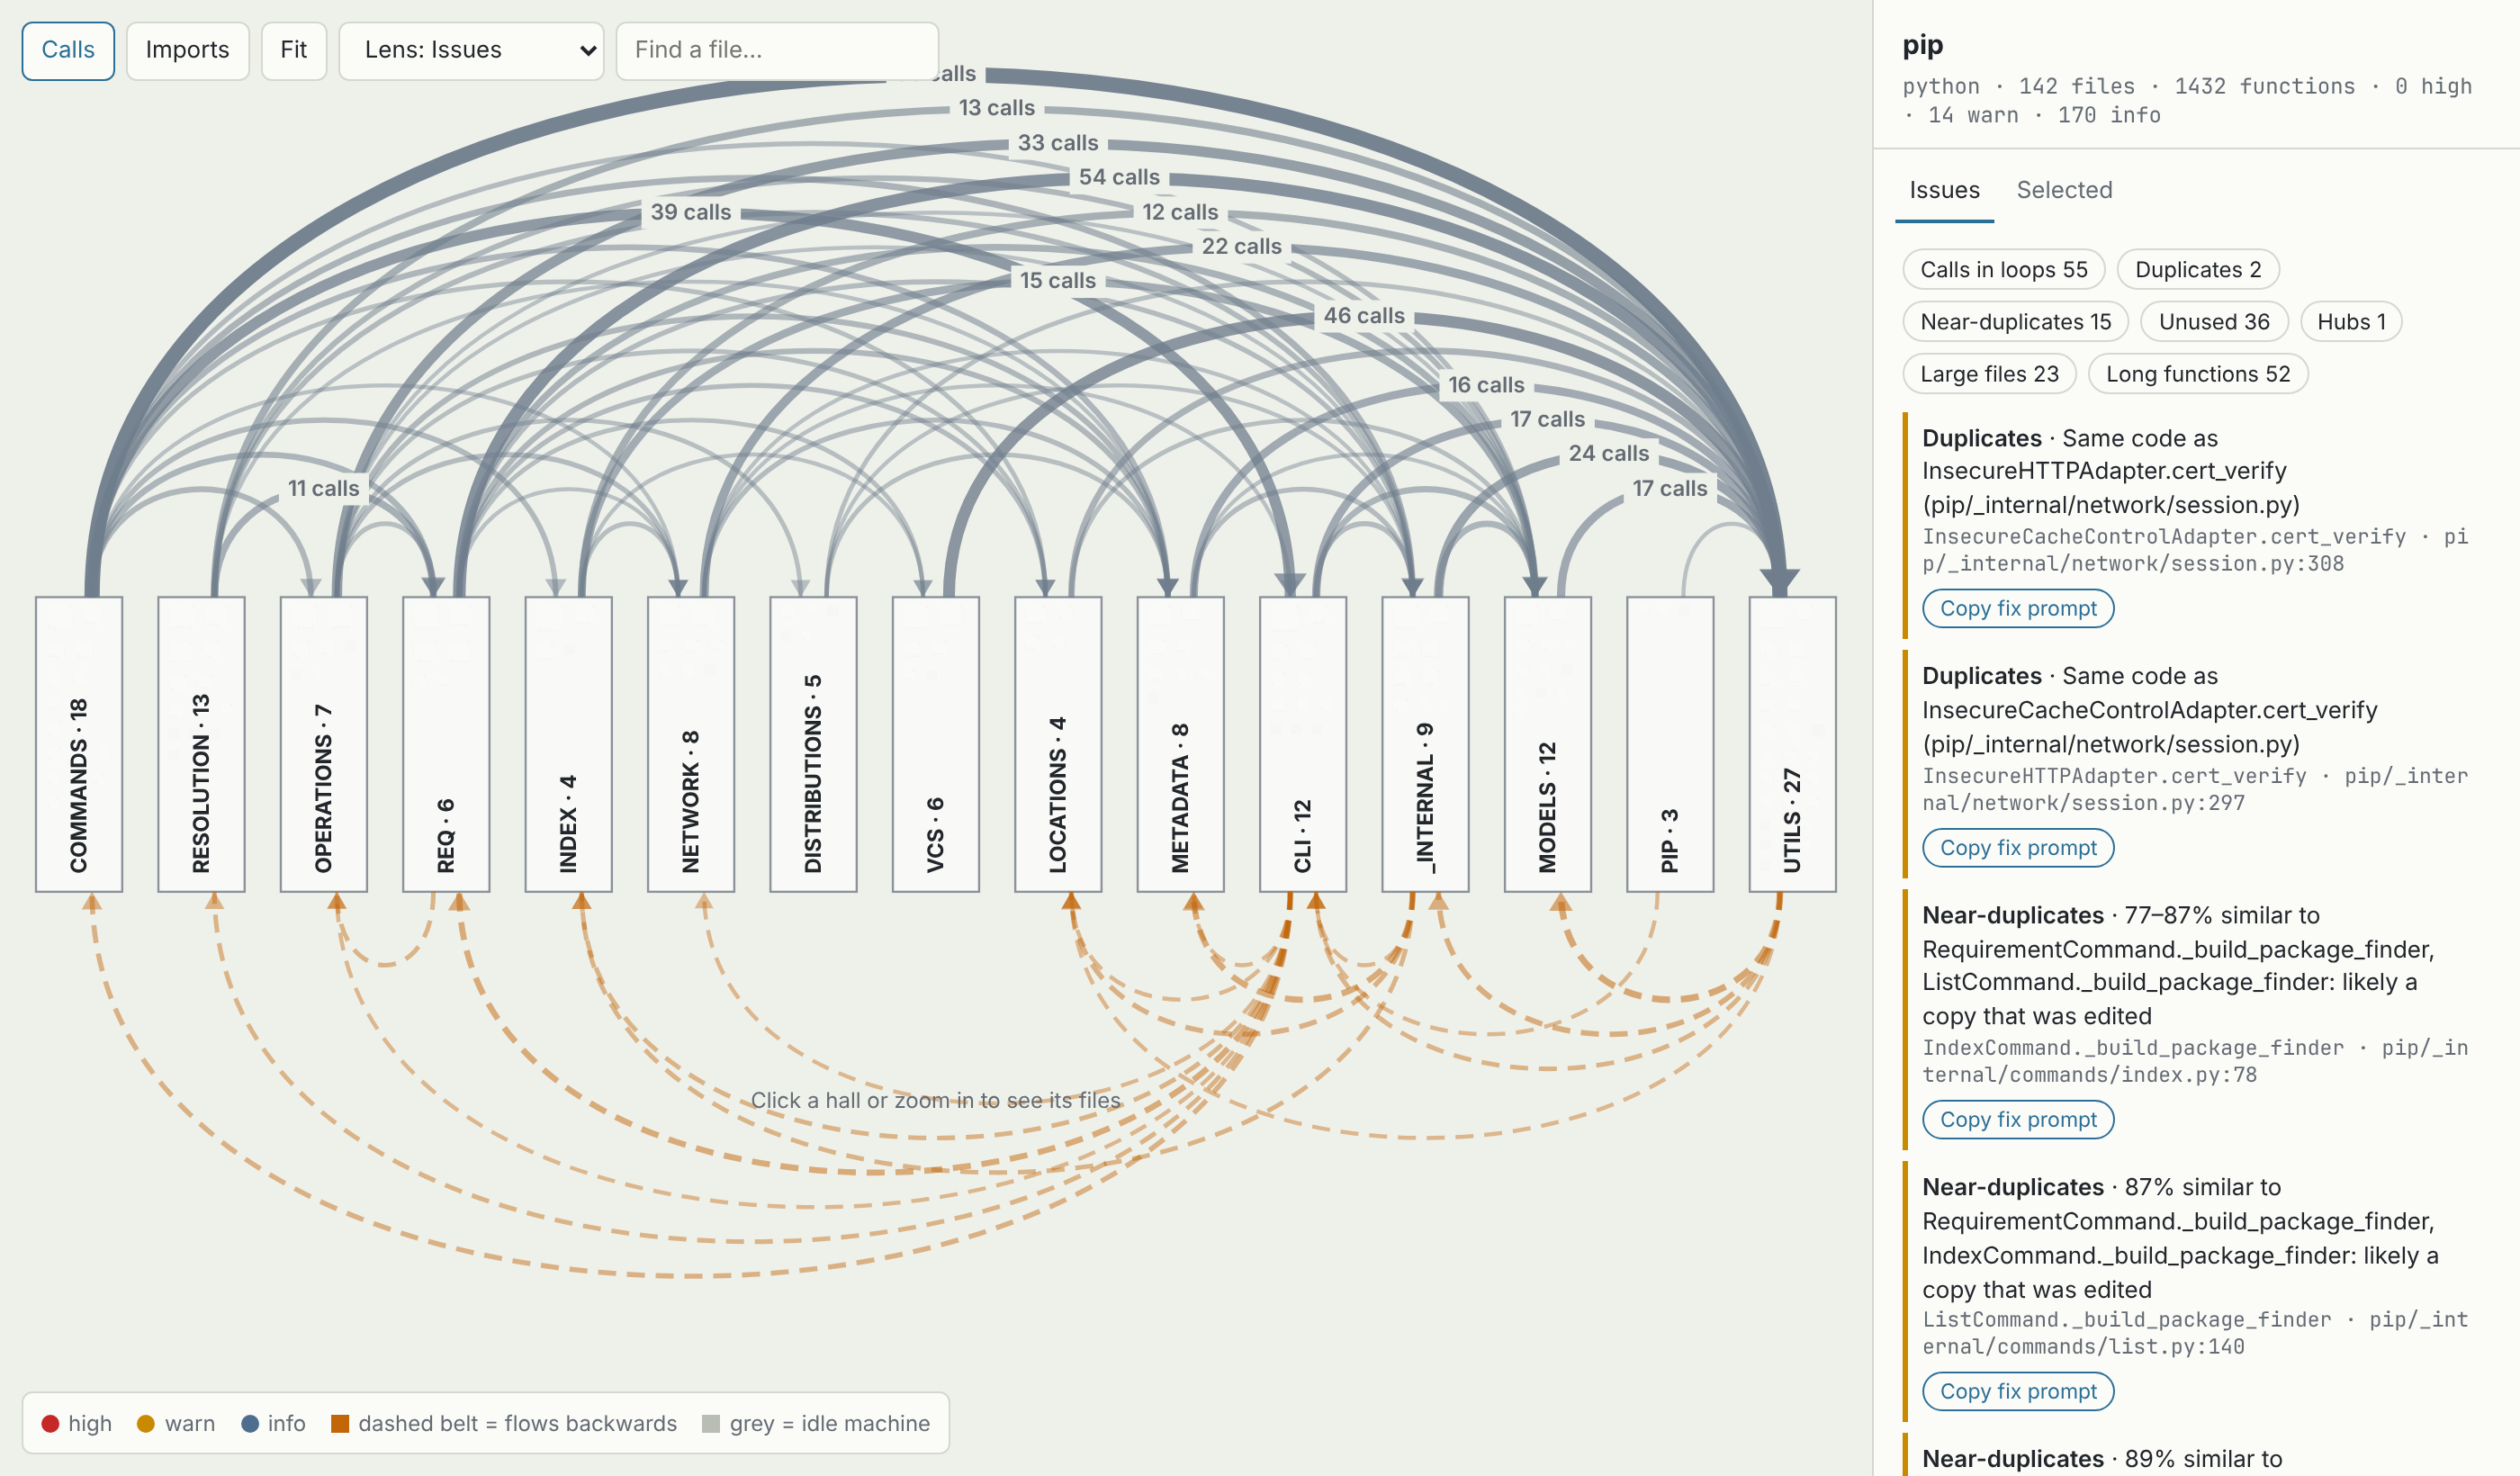 Calls
Imports
Fit
Lens: Issues
Find a file...
calls
13 calls
33 calls
54 calls
39 calls
12 calls
22 calls
15 calls
46 calls
16 calls
17 calls
24 calls
11 calls
17 calls
COMMANDS · 18
RESOLUTION · 13
OPERATIONS · 7
REQ · 6
INDEX · 4
NETWORK · 8
DISTRIBUTIONS · 5
VCS · 6
LOCATIONS · 4
METADATA · 8
CLI · 12
_INTERNAL · 9
MODELS · 12
PIP · 3
UTILS · 27
Click a hall or zoom in to see its files
high
warn
info
dashed belt = flows backwards
grey = idle machine
pip
python · 142 files · 1432 functions · 0 high
· 14 warn · 170 info
Issues
Selected
Calls in loops 55
Duplicates 2
Near-duplicates 15
Unused 36
Hubs 1
Large files 23
Long functions 52
Duplicates · Same code as
InsecureHTTPAdapter.cert_verify
(pip/_internal/network/session.py)
InsecureCacheControlAdapter.cert_verify · pi
p/_internal/network/session.py:308
Copy fix prompt
Duplicates · Same code as
InsecureCacheControlAdapter.cert_verify
(pip/_internal/network/session.py)
InsecureHTTPAdapter.cert_verify · pip/_inter
nal/network/session.py:297
Copy fix prompt
Near-duplicates · 77–87% similar to
RequirementCommand._build_package_finder,
ListCommand._build_package_finder: likely a
copy that was edited
IndexCommand._build_package_finder · pip/_in
ternal/commands/index.py:78
Copy fix prompt
Near-duplicates · 87% similar to
RequirementCommand._build_package_finder,
IndexCommand._build_package_finder: likely a
copy that was edited
ListCommand._build_package_finder · pip/_int
ernal/commands/list.py:140
Copy fix prompt
Near-duplicates · 89% similar to